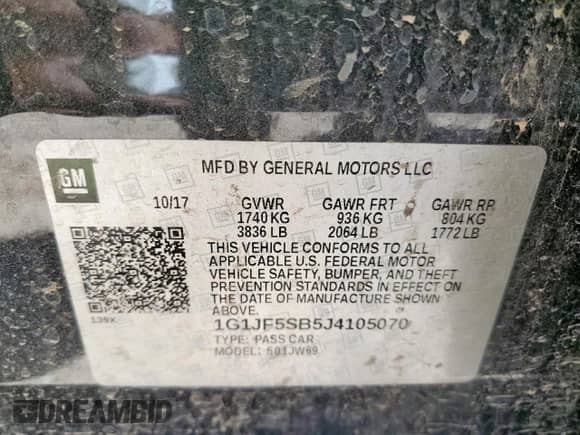 MFD BY GENERAL MOTORS LLC
GM
10/17 GVWR GAWR FRT GAWR RR
1740 KG 936 KG 804 KG
3836 LB 2064 LB 1772 LB
THIS VEHICLE CONFORMS TO ALL
APPLICABLE U.S. FEDERAL MOTOR
VEHICLE SAFETY, BUMPER, AND THEFT
PREVENTION STANDARDS IN EFFECT ON
THE DATE OF MANUFACTURE SHOWN
ABOVE.
139X
1G1JF5SB5J4105070
TYPE: PASS CAR
MODEL:
DREAMBID